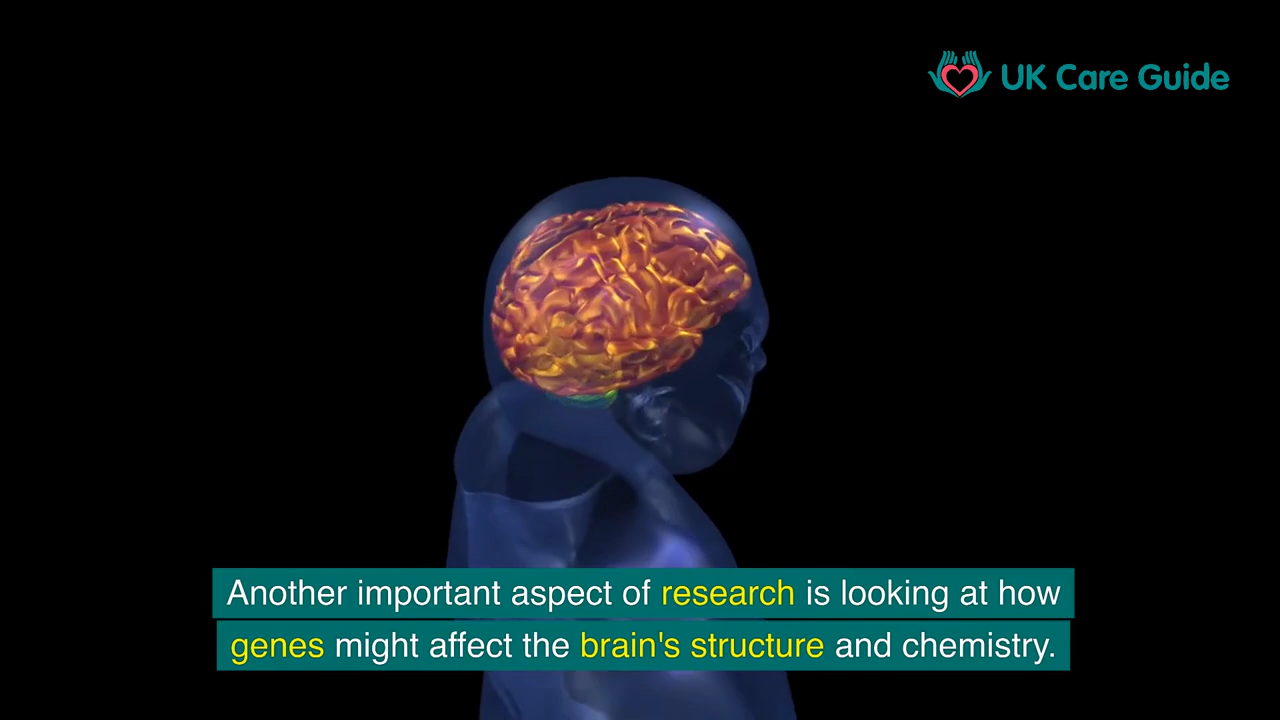 UK Care Guide
Another important aspect of research is looking at how
genes might affect the brain's structure and chemistry.